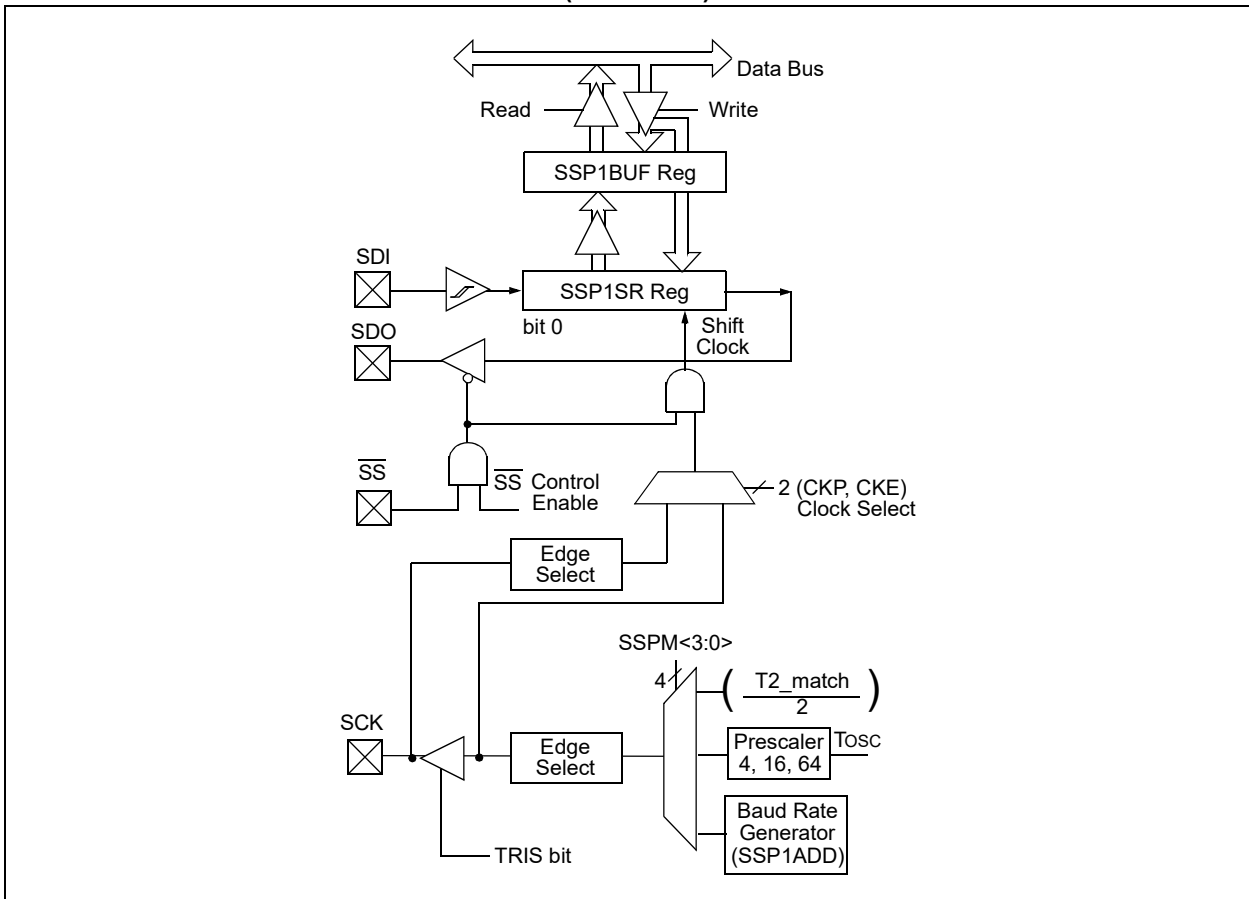 Data Bus
Read
Write
SSP1BUF Reg
SDI
SSP1SR Reg
bit 0
Shift
Clock
SDO
SS
SS Control
Enable
2 (CKP, CKE)
Clock Select
Edge
Select
SSPM<3:0>
4
( T2_match )
2
SCK
Edge
Select
Prescaler
4, 16, 64
TOSC
Baud Rate
Generator
(SSP1ADD)
TRIS bit